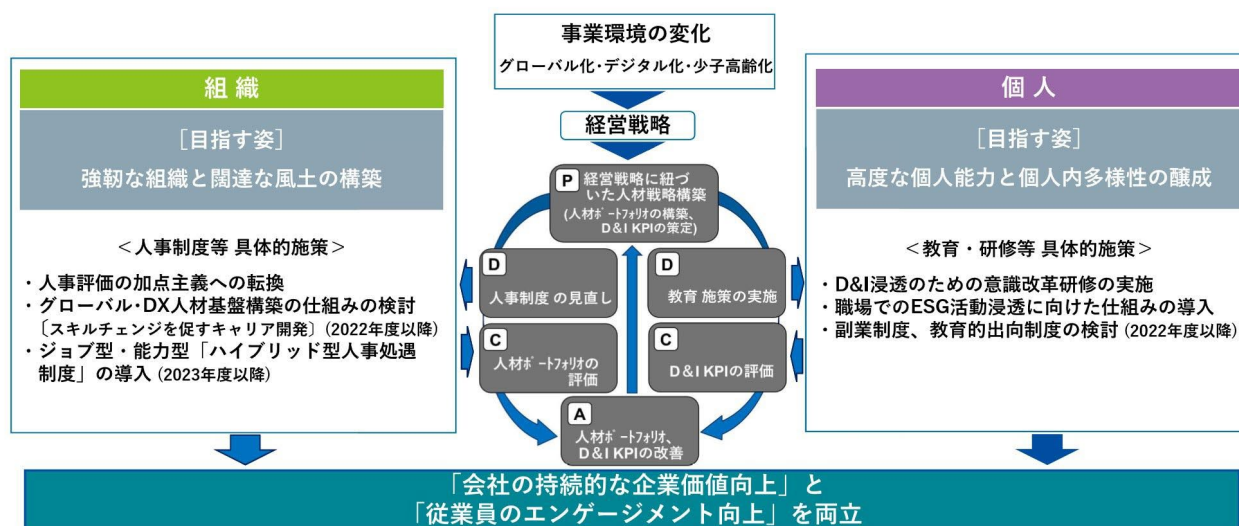 事業環境の変化
グローバル化・デジタル化・少子高齢化
経営戦略
組 織
［目指す姿］
強靭な組織と闊達な風土の構築
＜人事制度等 具体的施策＞
・人事評価の加点主義への転換
・グローバル・DX人材基盤構築の仕組みの検討
〔スキルチェンジを促すキャリア開発〕(2022年度以降)
・ジョブ型・能力型「ハイブリッド型人事処遇
制度」の導入 (2023年度以降)
P 経営戦略に紐づ
いた人材戦略構築
(人材ﾎﾟｰﾄﾌｫﾘｵの構築、
D＆I KPIの策定)
D
人事制度 の見直し
D
教育 施策の実施
C
人材ﾎﾟｰﾄﾌｫﾘｵの
評価
C
D＆I KPIの評価
A
人材ﾎﾟｰﾄﾌｫﾘｵ、
D＆I KPIの改善
個 人
［目指す姿］
高度な個人能力と個人内多様性の醸成
＜教育・研修等 具体的施策＞
・D&I浸透のための意識改革研修の実施
・職場でのESG活動浸透に向けた仕組みの導入
・副業制度、教育的出向制度の検討 (2022年度以降)
「会社の持続的な企業価値向上」と
「従業員のエンゲージメント向上」を両立